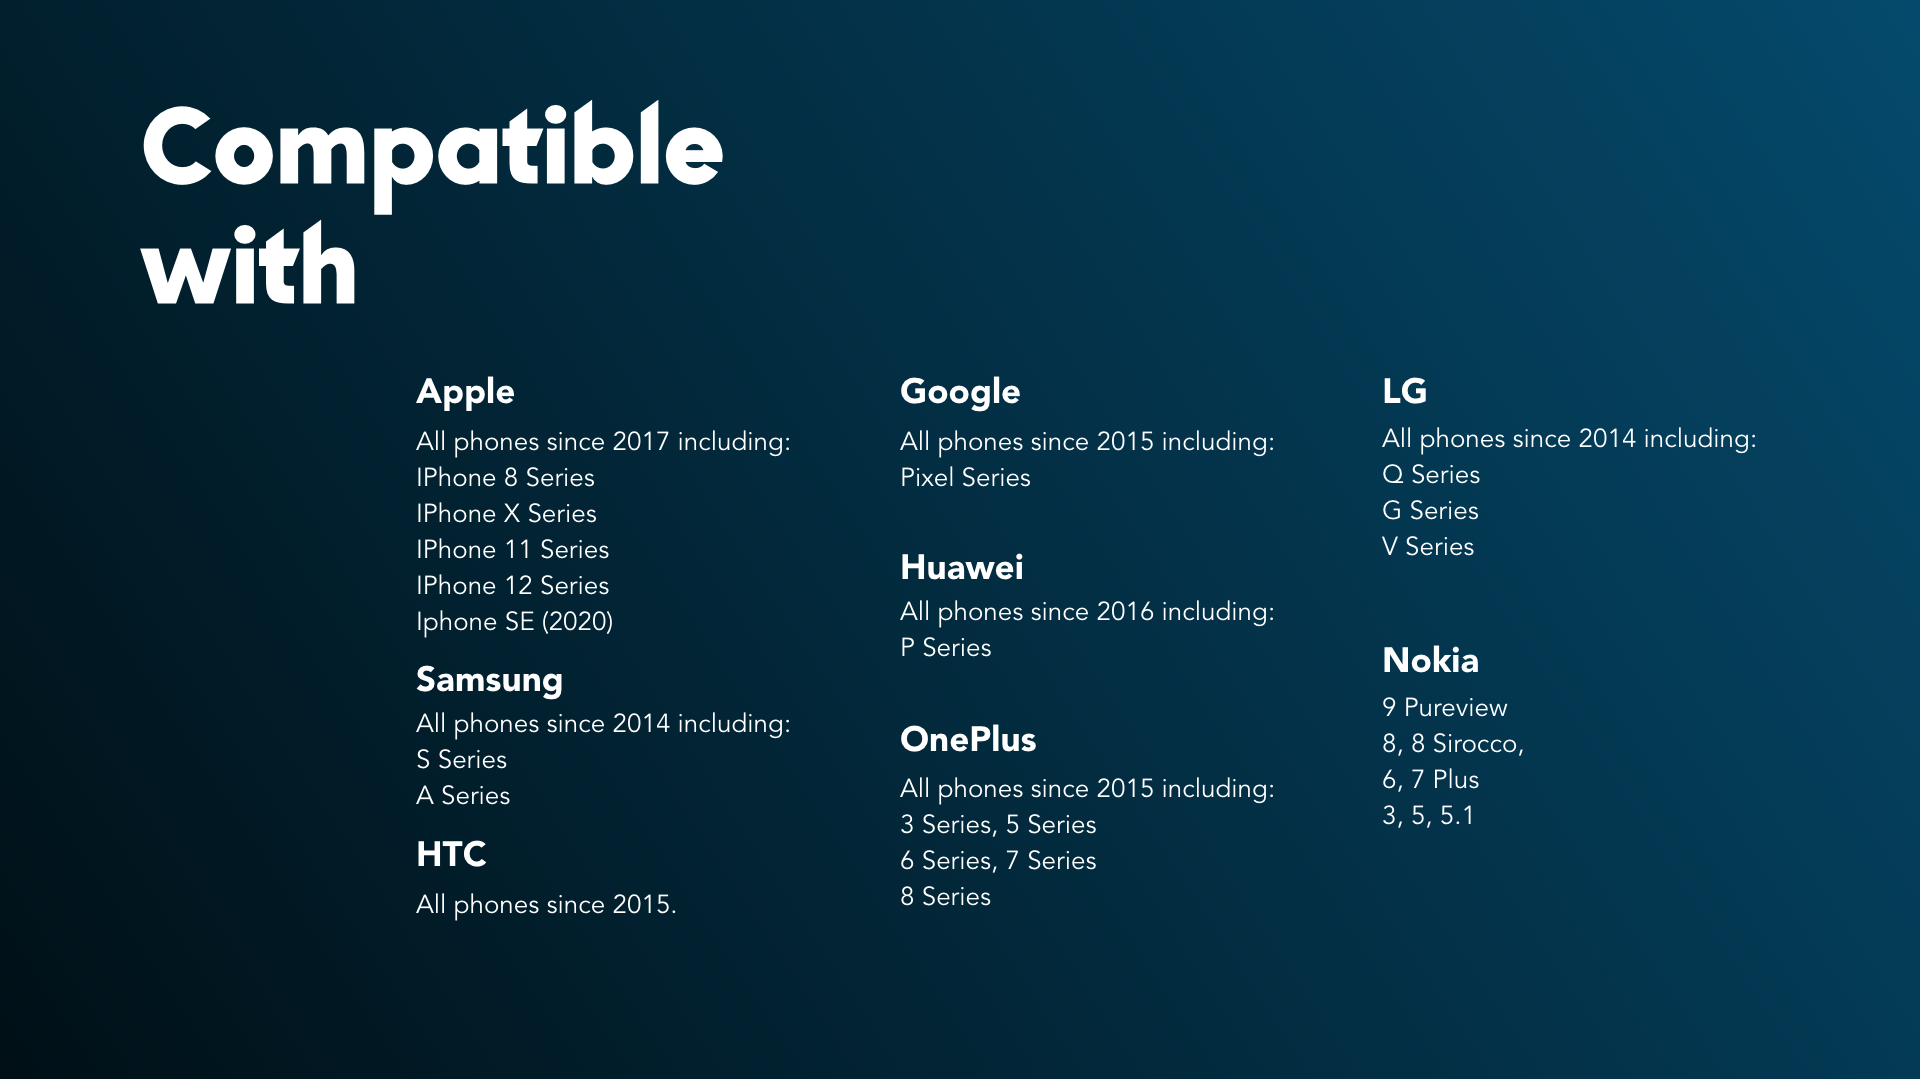 Compatible
with
Apple
All phones since 2017 including:
IPhone 8 Series
IPhone X Series
IPhone 11 Series
IPhone 12 Series
Iphone SE (2020)
Samsung
All phones since 2014 including:
S Series
A Series
HTC
All phones since 2015.
Google
All phones since 2015 including:
Pixel Series
Huawei
All phones since 2016 including:
P Series
OnePlus
All phones since 2015 including:
3 Series, 5 Series
6 Series, 7 Series
8 Series
LG
All phones since 2014 including:
Q Series
G Series
V Series
Nokia
9 Pureview
8, 8 Sirocco,
6, 7 Plus
3, 5, 5.1